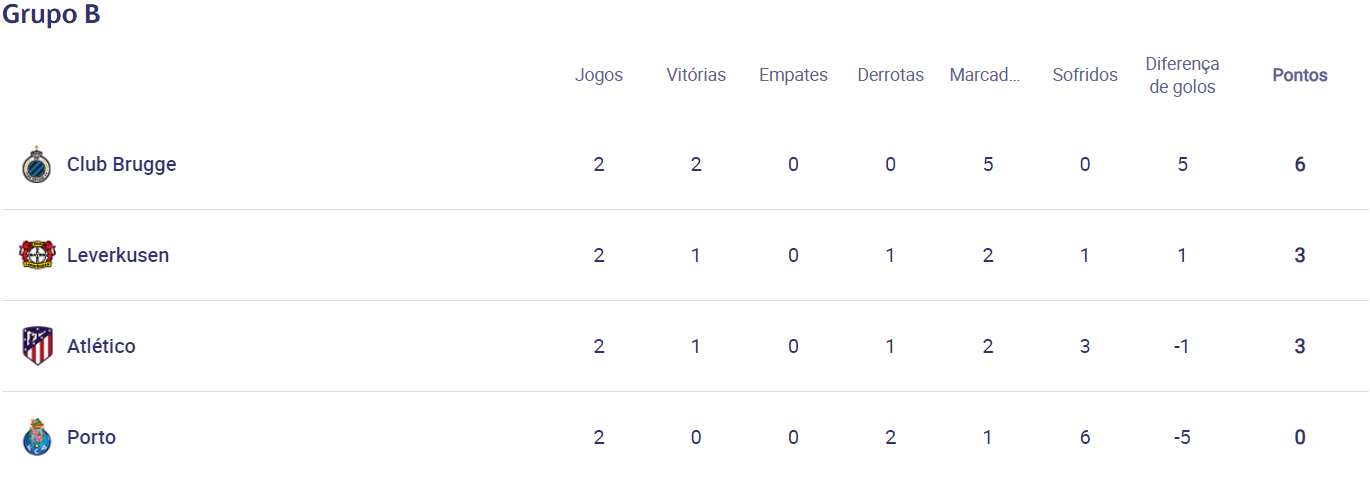 Grupo B
Jogos Vitórias Empates Derrotas Marcad... Sofridos Diferença de golos Pontos
Club Brugge 2 2 0 0 5 0 5 6
Leverkusen 2 1 0 1 2 1 1 3
Atlético 2 1 0 1 2 3 -1 3
Porto 2 0 0 2 1 6 -5 0